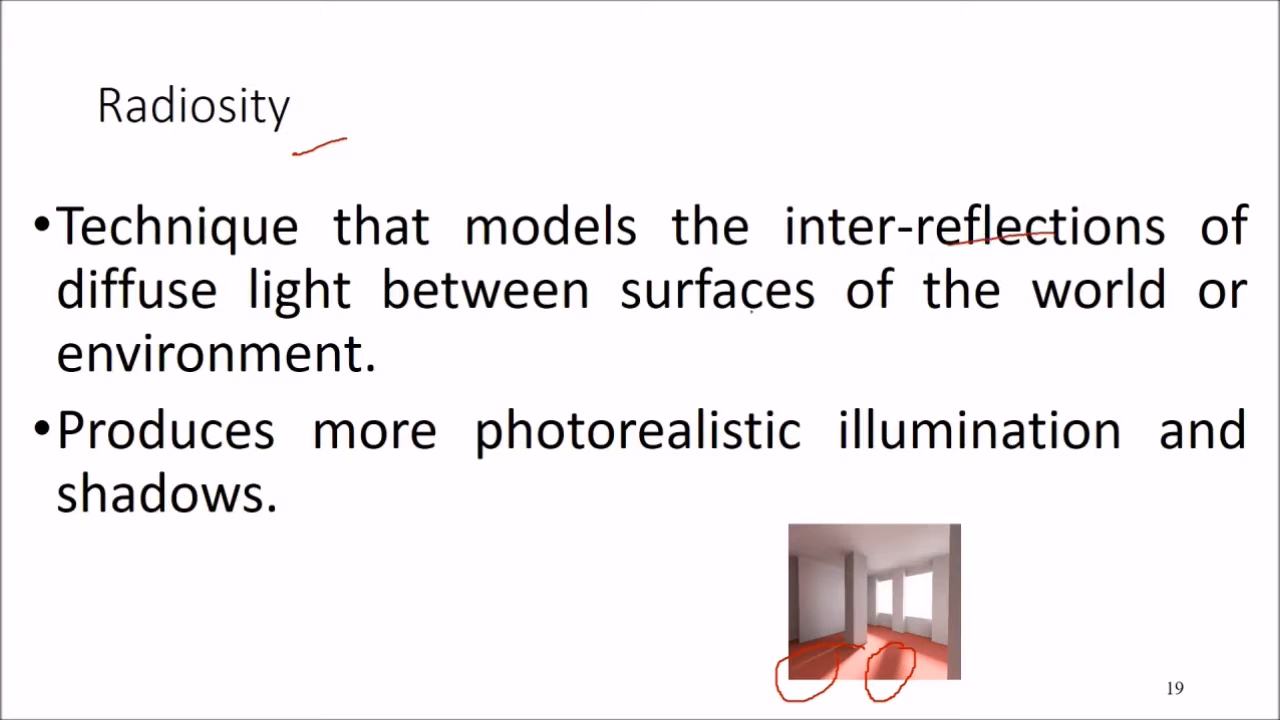 Radiosity
•Technique that models the inter-reflections of
diffuse light between surfaces of the world or
environment.
•Produces more photorealistic illumination and
shadows.
19